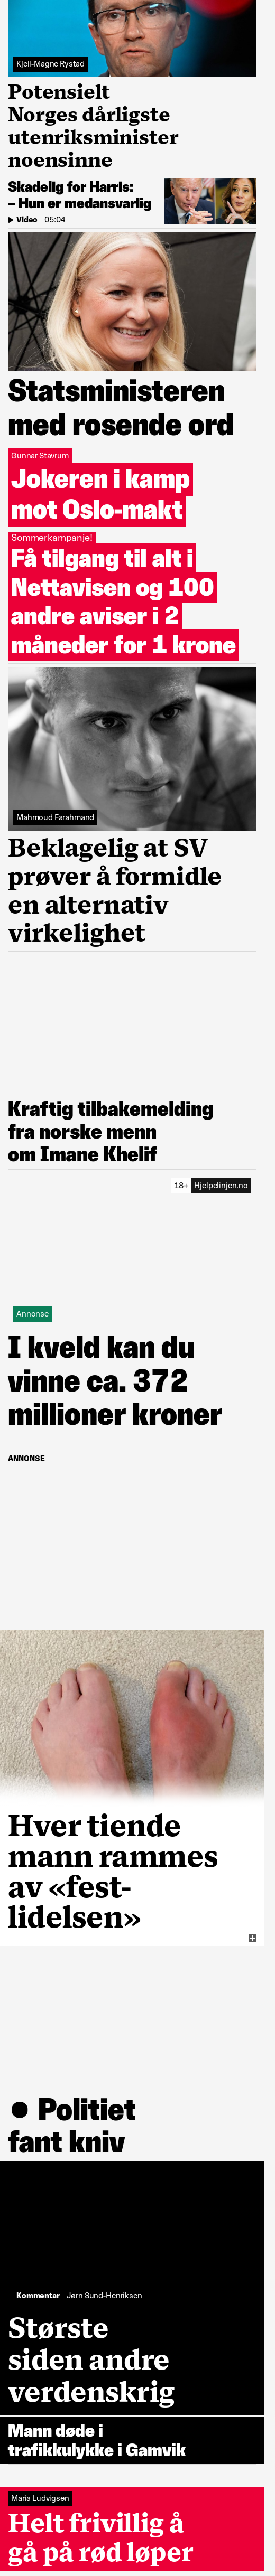 Kjell-Magne Rystad
Potensielt
Norges dårligste
utenriksminister
noensinne
Skadelig for Harris:
– Hun er medansvarlig
Video | 05:04
Statsministeren
med rosende ord
Gunnar Stavrum
Jokeren i kamp
mot Oslo-makt
Sommerkampanje!
Få tilgang til alt i
Nettavisen og 100
andre aviser i 2
måneder for 1 krone
Mahmoud Farahmand
Beklagelig at SV
prøver å formidle
en alternativ
virkelighet
Kraftig tilbakemelding
fra norske menn
om Imane Khelif
18+ Hjelpelinjen.no
Annonse
I kveld kan du
vinne ca. 372
millioner kroner
ANNONSE
Hver tiende
mann rammes
av «fest-
lidelsen»
● Politiet
fant kniv
Kommentar | Jørn Sund-Henriksen
Største
siden andre
verdenskrig
Mann døde i
trafikkulykke i Gamvik
Maria Ludvigsen
Helt frivillig å
gå på rød løper